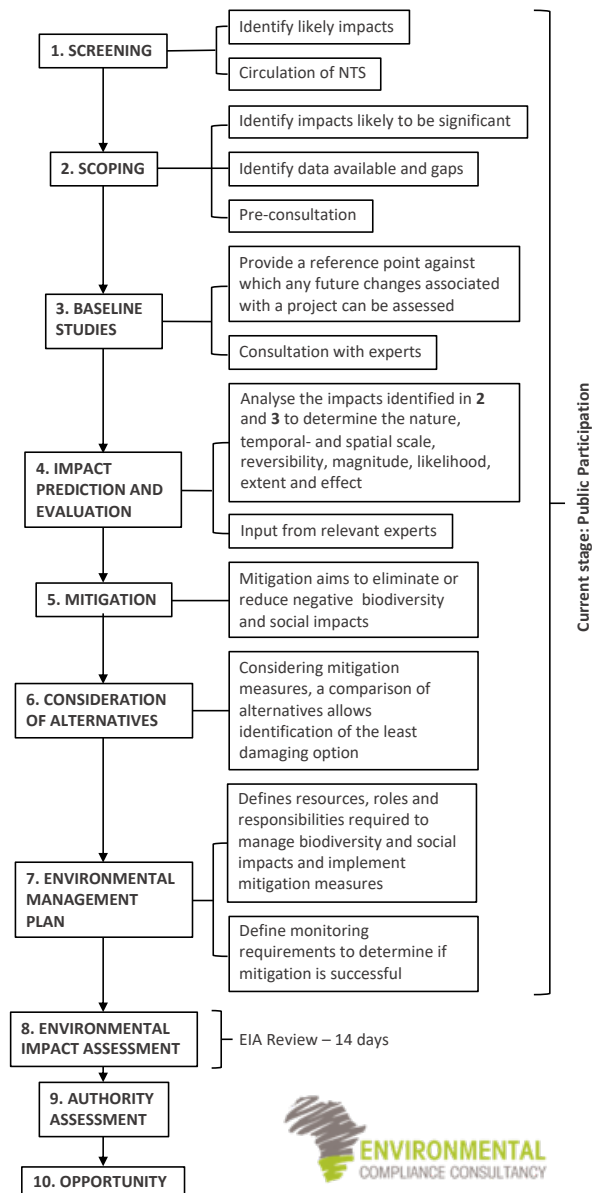 1. SCREENING
Identify likely impacts
Circulation of NTS
2. SCOPING
Identify impacts likely to be significant
Identify data available and gaps
Pre-consultation
3. BASELINE
STUDIES
Provide a reference point against
which any future changes associated
with a project can be assessed
Consultation with experts
4. IMPACT
PREDICTION AND
EVALUATION
Analyse the impacts identified in 2
and 3 to determine the nature,
temporal- and spatial scale,
reversibility, magnitude, likelihood,
extent and effect
Input from relevant experts
5. MITIGATION
Mitigation aims to eliminate or
reduce negative biodiversity
and social impacts
6. CONSIDERATION
OF ALTERNATIVES
Considering mitigation
measures, a comparison of
alternatives allows
identification of the least
damaging option
7. ENVIRONMENTAL
MANAGEMENT
PLAN
Defines resources, roles and
responsibilities required to
manage biodiversity and social
impacts and implement
mitigation measures
Define monitoring
requirements to determine if
mitigation is successful
Current stage: Public Participation
8. ENVIRONMENTAL
IMPACT ASSESSMENT
EIA Review – 14 days
9. AUTHORITY
ASSESSMENT
10. OPPORTUNITY
ENVIRONMENTAL
COMPLIANCE CONSULTANCY